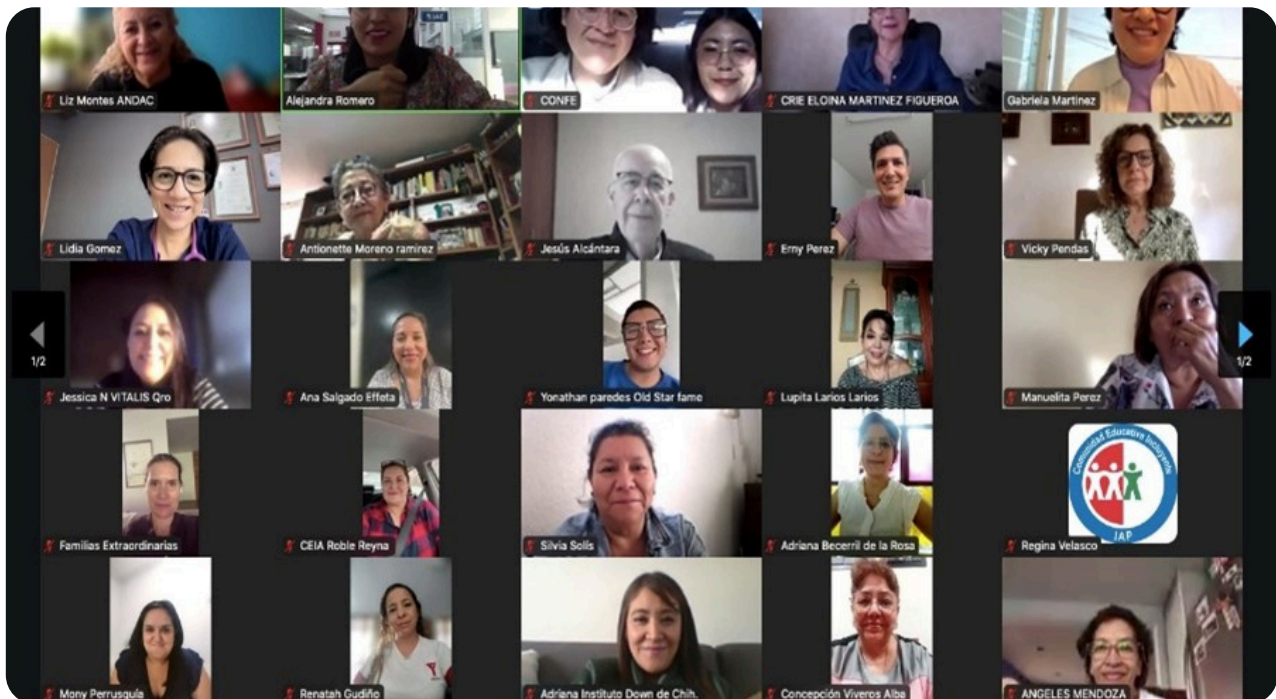 Liz Montes ANDAC
Alejandra Romero
CONFE
CRIE ELOINA MARTINEZ FIGUEROA
Gabriela Martinez
Lidia Gomez
Antionette Moreno ramirez
Jesús Alcántara
Erny Perez
Vicky Pendas
1/2
Jessica N VITALIS Qro
Ana Salgado Effeta
Yonathan paredes Old Star fame
Lupita Larios Larios
Manuelita Perez
1/2
Familias Extraordinarias
CEIA Roble Reyna
Silvia Solís
Adriana Becerril de la Rosa
Comunidad Educativa Incluyente
IAP
Regina Velasco
Mony Perrusquía
Renatah Gudiño
Adriana Instituto Down de Chih.
Concepción Viveros Alba
ANGELES MENDOZA